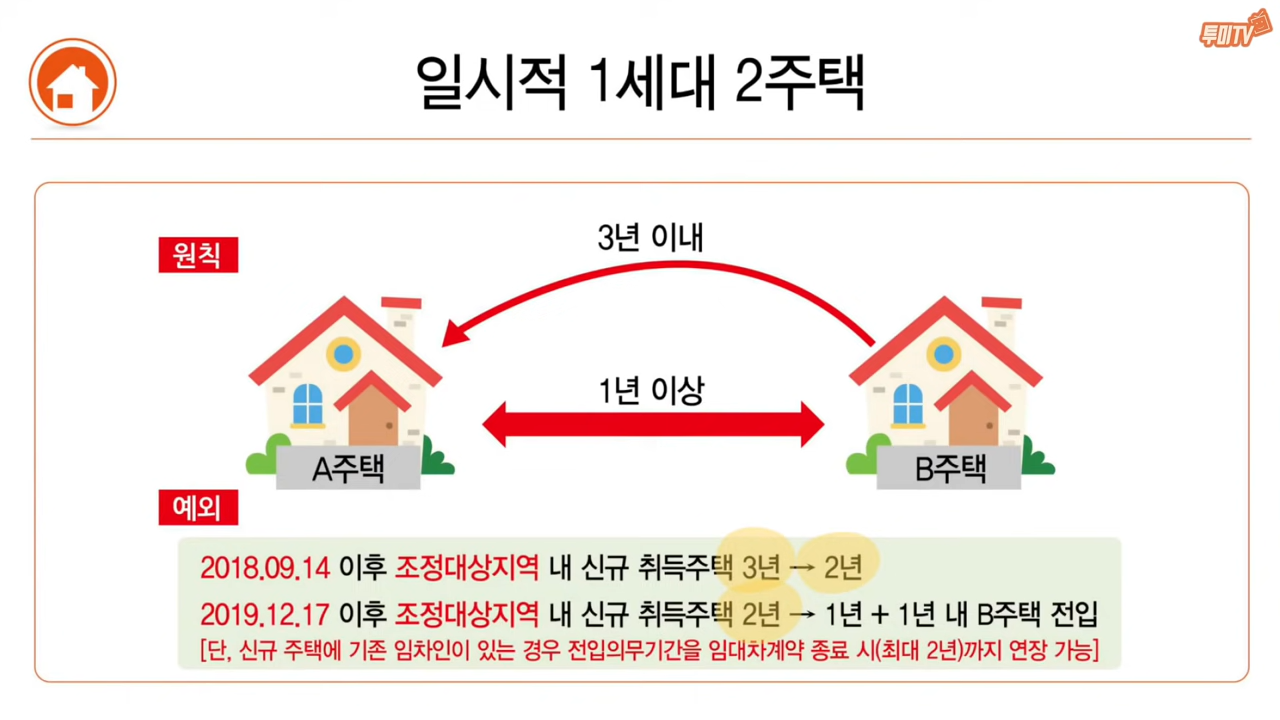 투미TV
일시적 1세대 2주택
원칙
3년 이내
1년 이상
A주택
B주택
예외
2018.09.14 이후 조정대상지역 내 신규 취득주택 3년 → 2년
2019.12.17 이후 조정대상지역 내 신규 취득주택 2년 → 1년 + 1년 내 B주택 전입
[단, 신규 주택에 기존 임차인이 있는 경우 전입의무기간을 임대차계약 종료 시(최대 2년)까지 연장 가능]